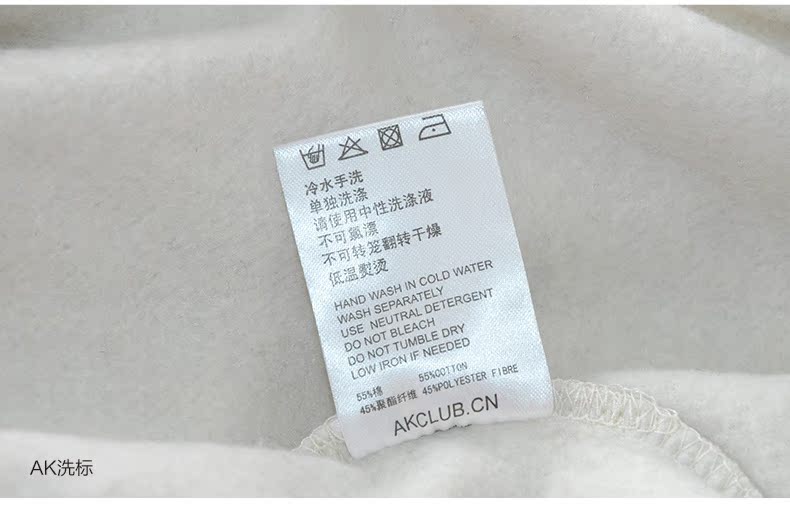 冷水手洗
单独洗涤
请使用中性洗涤液
不可氯漂
不可转笼翻转干燥
低温熨烫
HAND WASH IN COLD WATER
WASH SEPARATELY
USE NEUTRAL DETERGENT
DO NOT BLEACH
DO NOT TUMBLE DRY
LOW IRON IF NEEDED
55%棉 55%COTTON
45%聚酯纤维 45%POLYESTER FIBRE
AKCLUB.CN
AK洗标